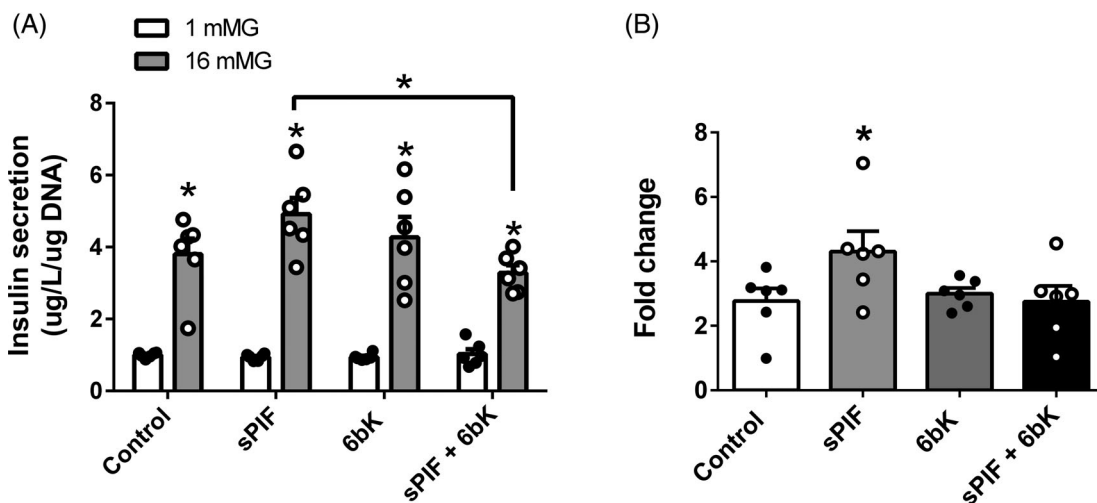 (A)
1 mMG
16 mMG
Insulin secretion
(ug/L/ug DNA)
8
6
4
2
0
*
*
*
*
*
Control
sPIF
6bK
sPIF + 6bK
(B)
Fold change
8
6
4
2
0
*
Control
sPIF
6bK
sPIF + 6bK